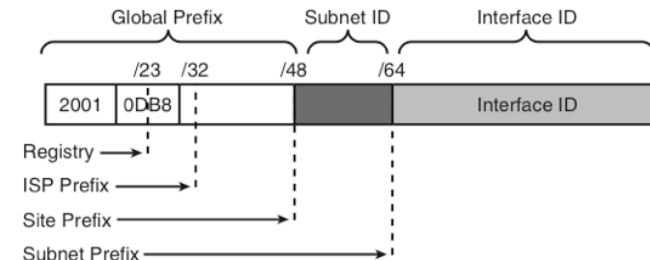 Global Prefix Subnet ID Interface ID
/23 /32 /48 /64
2001 0DB8 Interface ID
Registry
ISP Prefix
Site Prefix
Subnet Prefix